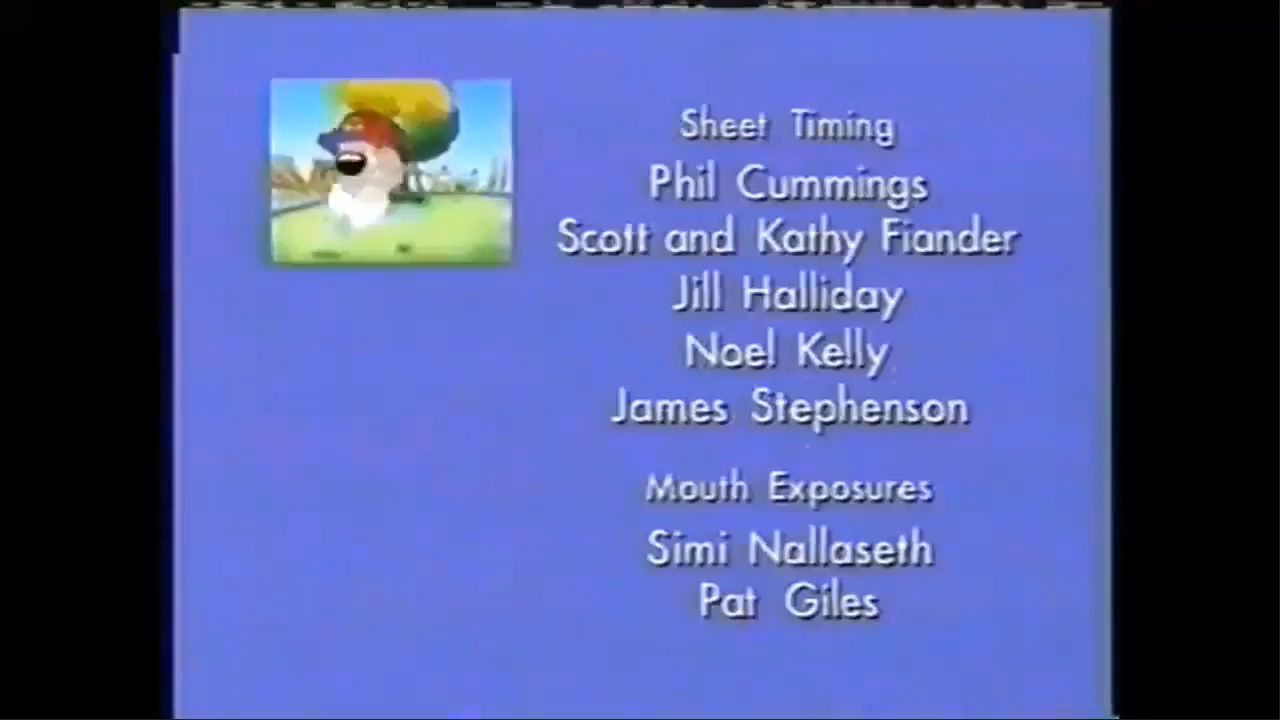 Sheet Timing
Phil Cummings
Scott and Kathy Fiander
Jill Halliday
Noel Kelly
James Stephenson
Mouth Exposures
Simi Nallaseth
Pat Giles